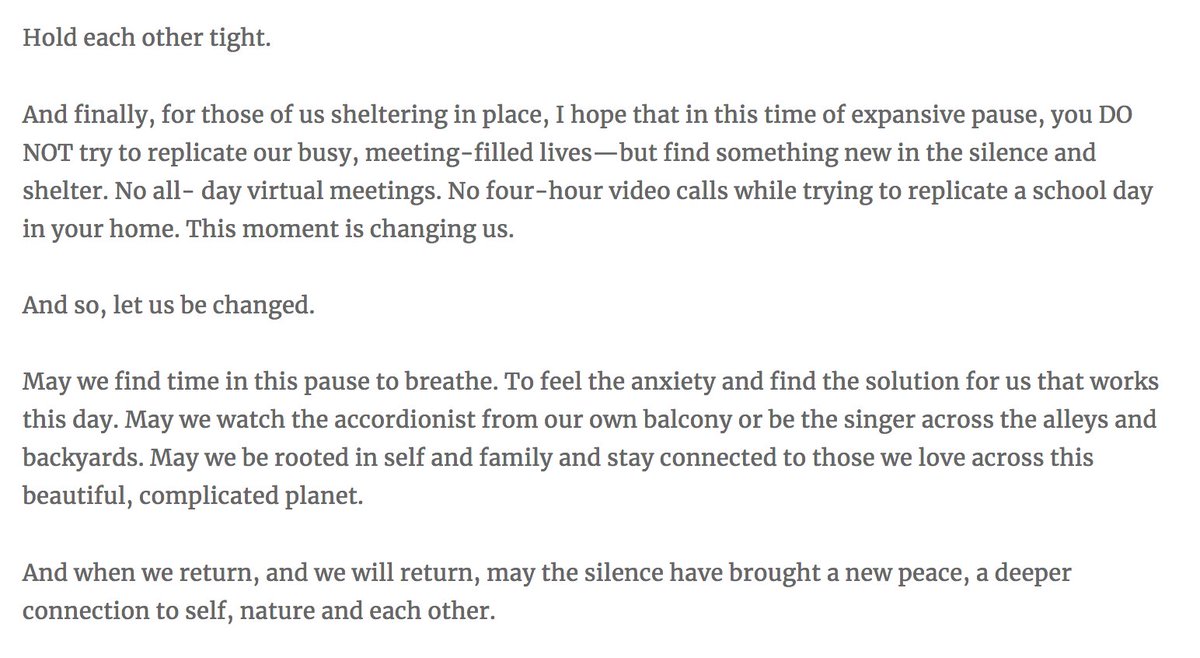 Hold each other tight.
And finally, for those of us sheltering in place, I hope that in this time of expansive pause, you DO
NOT try to replicate our busy, meeting-filled lives—but find something new in the silence and
shelter. No all- day virtual meetings. No four-hour video calls while trying to replicate a school day
in your home. This moment is changing us.
And so, let us be changed.
May we find time in this pause to breathe. To feel the anxiety and find the solution for us that works
this day. May we watch the accordionist from our own balcony or be the singer across the alleys and
backyards. May we be rooted in self and family and stay connected to those we love across this
beautiful, complicated planet.
And when we return, and we will return, may the silence have brought a new peace, a deeper
connection to self, nature and each other.